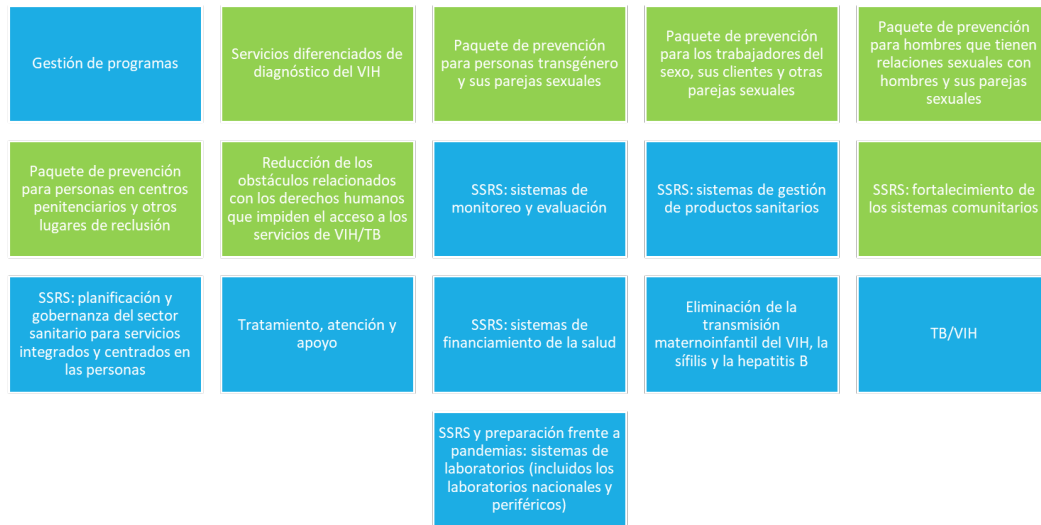 Gestión de programas
Servicios diferenciados de
diagnóstico del VIH
Paquete de prevención
para personas transgénero
y sus parejas sexuales
Paquete de prevención
para los trabajadores del
sexo, sus clientes y otras
parejas sexuales
Paquete de prevención
para hombres que tienen
relaciones sexuales con
hombres y sus parejas
sexuales
Paquete de prevención
para personas en centros
penitenciarios y otros
lugares de reclusión
Reducción de los
obstáculos relacionados
con los derechos humanos
que impiden el acceso a los
servicios de VIH/TB
SSRS: sistemas de
monitoreo y evaluación
SSRS: sistemas de gestión
de productos sanitarios
SSRS: fortalecimiento de
los sistemas comunitarios
SSRS: planificación y
gobernanza del sector
sanitario para servicios
integrados y centrados en
las personas
Tratamiento, atención y
apoyo
SSRS: sistemas de
financiamiento de la salud
Eliminación de la
transmisión
maternoinfantil del VIH, la
sífilis y la hepatitis B
TB/VIH
SSRS y preparación frente a
pandemias: sistemas de
laboratorios (incluidos los
laboratorios nacionales y
periféricos)